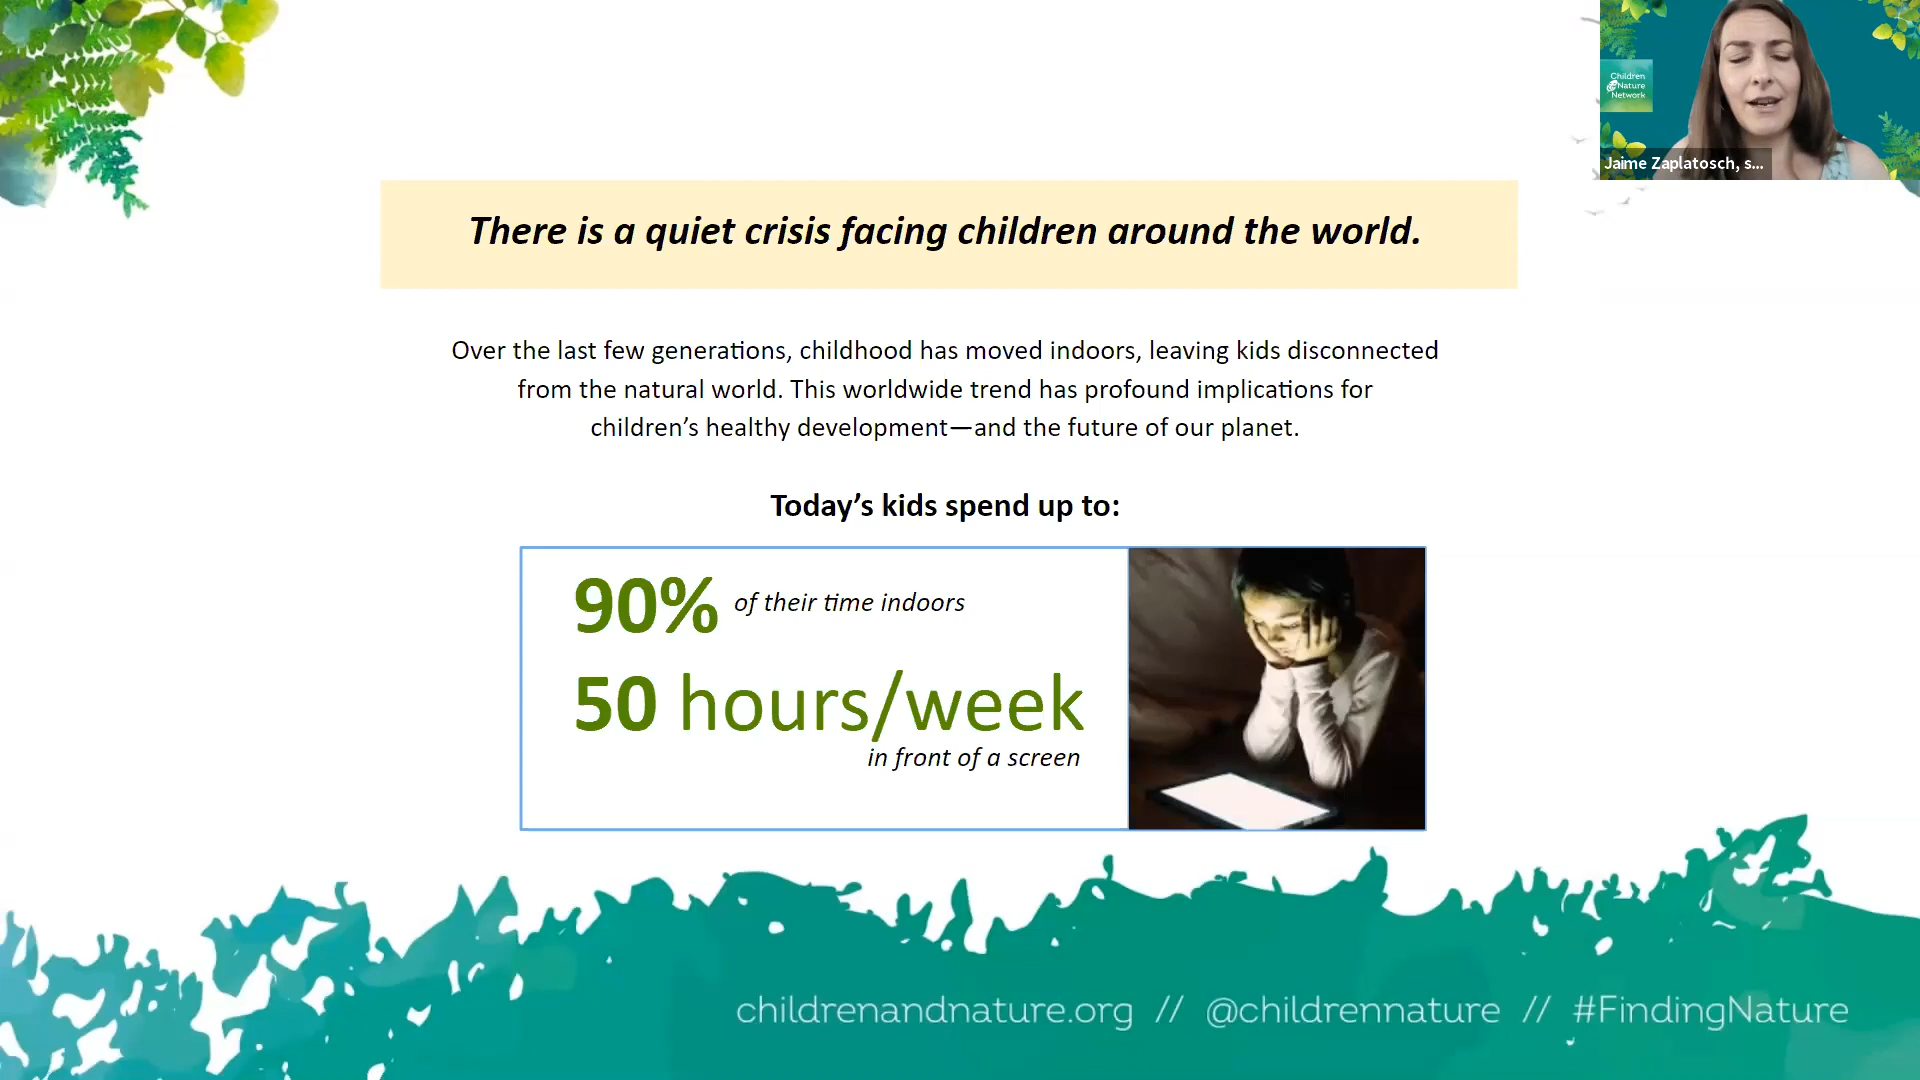 Children
& Nature
Network
Jaime Zaplatosch, s...
There is a quiet crisis facing children around the world.
Over the last few generations, childhood has moved indoors, leaving kids disconnected
from the natural world. This worldwide trend has profound implications for
children’s healthy development—and the future of our planet.
Today’s kids spend up to:
90% of their time indoors
50 hours/week
in front of a screen
childrenandnature.org // @childrennature // #FindingNature